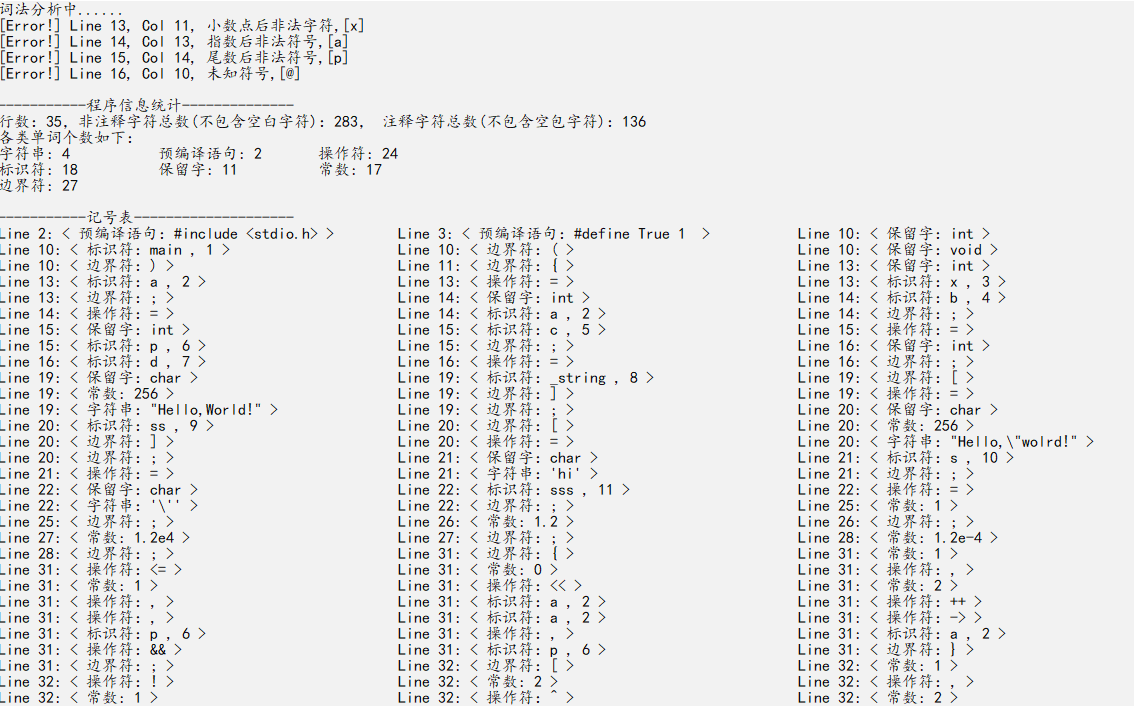 词法分析中......
[Error!] Line 13, Col 11, 小数点后非法字符,[x]
[Error!] Line 14, Col 13, 指数后非法符号,[a]
[Error!] Line 15, Col 14, 尾数后非法符号,[p]
[Error!] Line 16, Col 10, 未知符号,[@]
-----------程序信息统计--------------
行数: 35, 非注释字符总数(不包含空白字符): 283, 注释字符总数(不包含空包字符): 136
各类单词个数如下:
字符串: 4 预编译语句: 2 操作符: 24
标识符: 18 保留字: 11 常数: 17
边界符: 27
-----------记号表--------------------
Line 2: < 预编译语句: #include <stdio.h> > Line 3: < 预编译语句: #define True 1 > Line 10: < 保留字: int >
Line 10: < 标识符: main , 1 > Line 10: < 边界符: ( > Line 10: < 保留字: void >
Line 10: < 边界符: ) > Line 11: < 边界符: { > Line 13: < 保留字: int >
Line 13: < 标识符: a , 2 > Line 13: < 操作符: = > Line 13: < 标识符: x , 3 >
Line 13: < 边界符: ; > Line 14: < 保留字: int > Line 14: < 标识符: b , 4 >
Line 14: < 操作符: = > Line 14: < 标识符: a , 2 > Line 14: < 边界符: ; >
Line 15: < 保留字: int > Line 15: < 标识符: c , 5 > Line 15: < 操作符: = >
Line 15: < 标识符: p , 6 > Line 15: < 边界符: ; > Line 16: < 保留字: int >
Line 16: < 标识符: d , 7 > Line 16: < 操作符: = > Line 16: < 边界符: ; >
Line 19: < 保留字: char > Line 19: < 标识符: _string , 8 > Line 19: < 边界符: [ >
Line 19: < 常数: 256 > Line 19: < 边界符: ] > Line 19: < 操作符: = >
Line 19: < 字符串: "Hello,World!" > Line 19: < 边界符: ; > Line 20: < 保留字: char >
Line 20: < 标识符: ss , 9 > Line 20: < 边界符: [ > Line 20: < 常数: 256 >
Line 20: < 边界符: ] > Line 20: < 操作符: = > Line 20: < 字符串: "Hello,\"wolrd!" >
Line 20: < 边界符: ; > Line 21: < 保留字: char > Line 21: < 标识符: s , 10 >
Line 21: < 操作符: = > Line 21: < 字符串: 'hi' > Line 21: < 边界符: ; >
Line 22: < 保留字: char > Line 22: < 标识符: sss , 11 > Line 22: < 操作符: = >
Line 22: < 字符串: '\'' > Line 22: < 边界符: ; > Line 25: < 常数: 1 >
Line 25: < 边界符: ; > Line 26: < 常数: 1.2 > Line 26: < 边界符: ; >
Line 27: < 常数: 1.2e4 > Line 27: < 边界符: ; > Line 28: < 常数: 1.2e-4 >
Line 28: < 边界符: ; > Line 31: < 边界符: { > Line 31: < 常数: 1 >
Line 31: < 操作符: <= > Line 31: < 常数: 0 > Line 31: < 操作符: , >
Line 31: < 常数: 1 > Line 31: < 操作符: << > Line 31: < 常数: 2 >
Line 31: < 操作符: , > Line 31: < 标识符: a , 2 > Line 31: < 操作符: ++ >
Line 31: < 操作符: , > Line 31: < 标识符: a , 2 > Line 31: < 操作符: -> >
Line 31: < 标识符: p , 6 > Line 31: < 操作符: , > Line 31: < 标识符: a , 2 >
Line 31: < 操作符: && > Line 31: < 标识符: p , 6 > Line 31: < 边界符: } >
Line 31: < 边界符: ; > Line 32: < 边界符: [ > Line 32: < 常数: 1 >
Line 32: < 操作符: ! > Line 32: < 常数: 2 > Line 32: < 操作符: , >
Line 32: < 常数: 1 > Line 32: < 操作符: ^ > Line 32: < 常数: 2 >